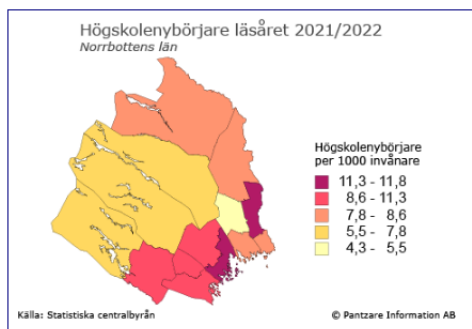 Högskolenybörjare läsåret 2021/2022
Norrbottens län
Högskolenybörjare
per 1000 invånare
11,3 - 11,8
8,6 - 11,3
7,8 - 8,6
5,5 - 7,8
4,3 - 5,5
Källa: Statistiska centralbyrån
© Pantzare Information AB